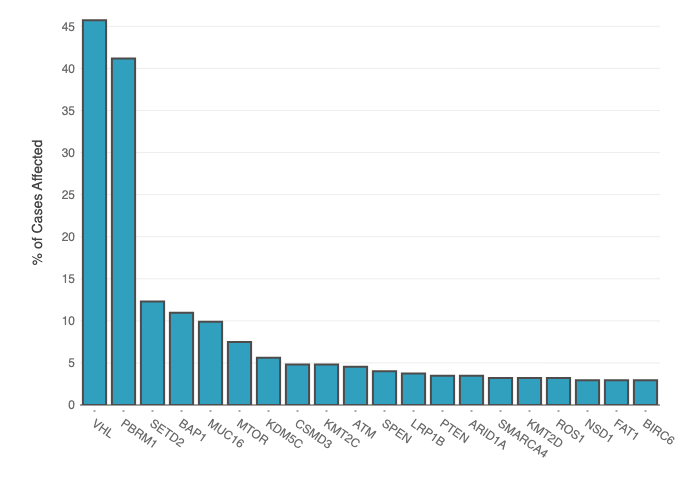 % of Cases Affected
45
40
35
30
25
20
15
10
5
0
VHL
PBRM1
SETD2
BAP1
MUC16
MTOR
KDM5C
CSMD3
KMT2C
ATM
SPEN
LRP1B
PTEN
ARID1A
SMARCA4
KMT2D
ROS1
NSD1
FAT1
BIRC6